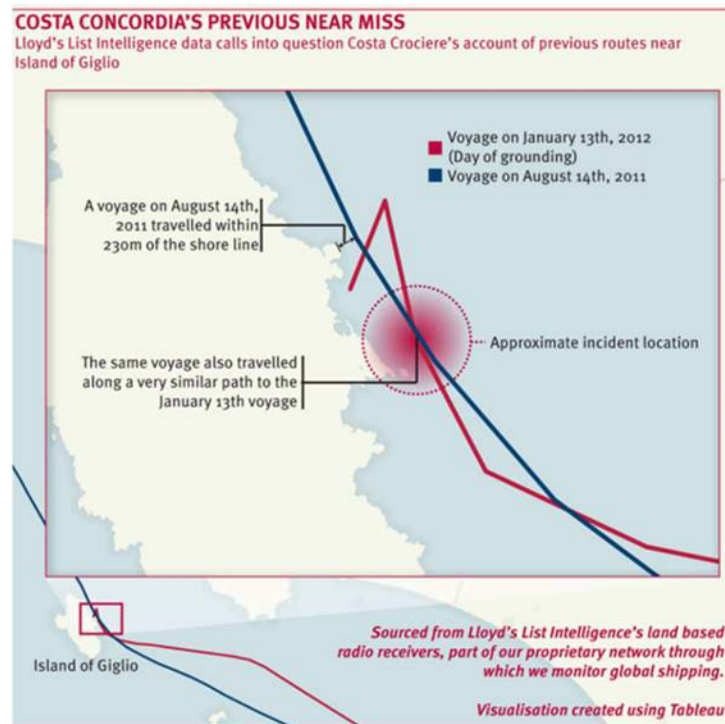 COSTA CONCORDIA'S PREVIOUS NEAR MISS
Lloyd's List Intelligence data calls into question Costa Crociere's account of previous routes near
Island of Giglio
Voyage on January 13th, 2012
(Day of grounding)
Voyage on August 14th, 2011
A voyage on August 14th,
2011 travelled within
230m of the shore line
Approximate incident location
The same voyage also travelled
along a very similar path to the
January 13th voyage
Island of Giglio
Sourced from Lloyd's List Intelligence's land based
radio receivers, part of our proprietary network through
which we monitor global shipping.
Visualisation created using Tableau